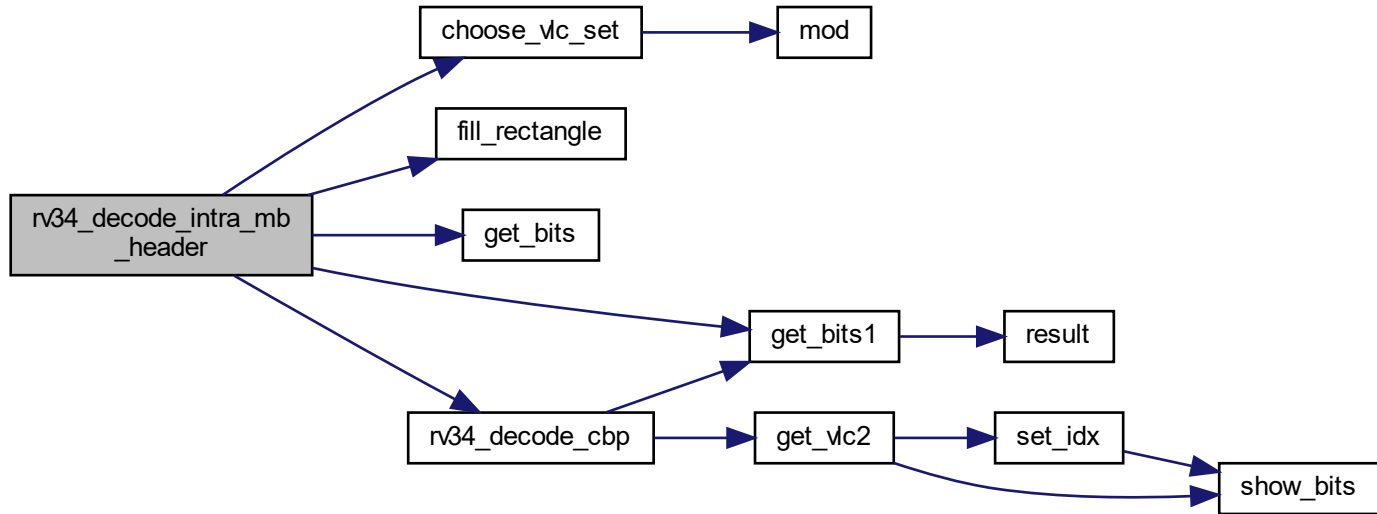 choose_vlc_set
mod
fill_rectangle
rv34_decode_intra_mb
_header
get_bits
get_bits1
result
rv34_decode_cbp
get_vlc2
set_idx
show_bits